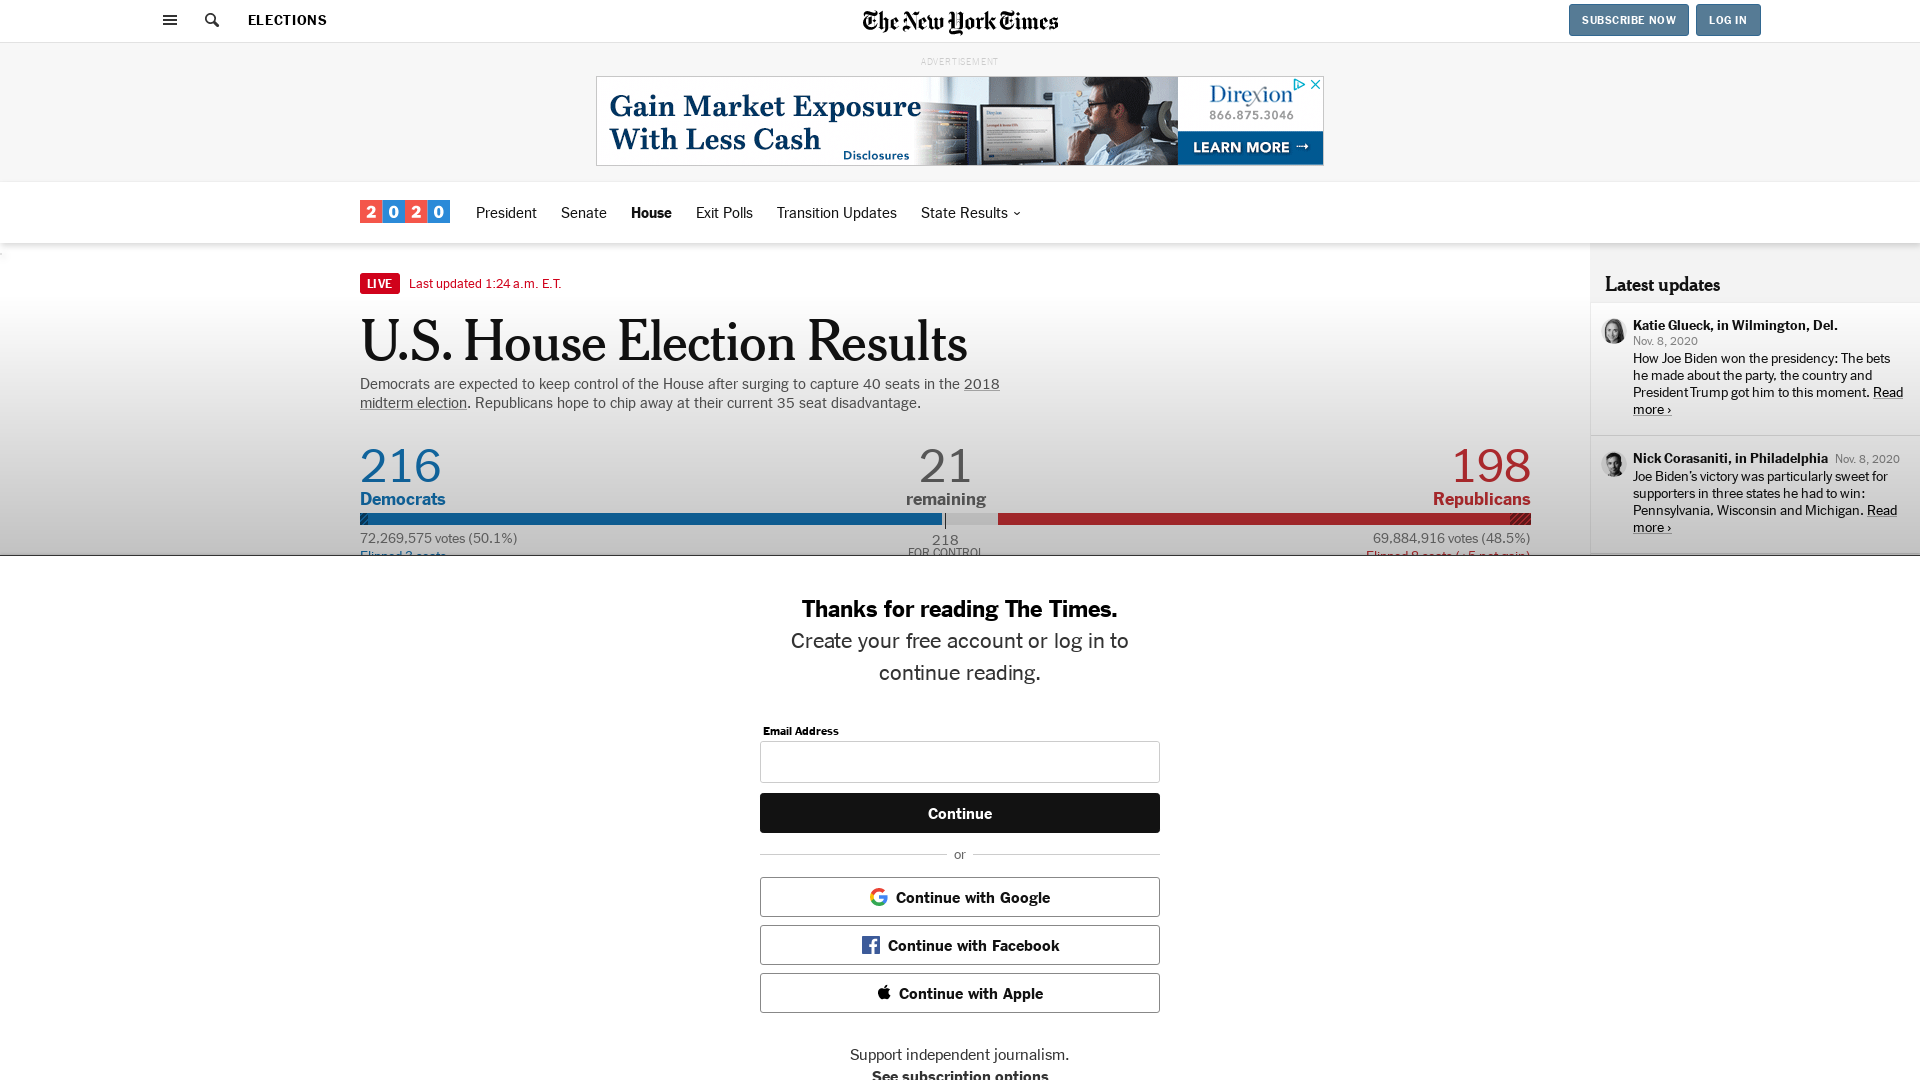 ELECTIONS
The New York Times
SUBSCRIBE NOW
LOG IN
ADVERTISEMENT
Gain Market Exposure
With Less Cash
Disclosures
Direxion
866.875.3046
LEARN MORE →
2020
President
Senate
House
Exit Polls
Transition Updates
State Results
LIVE
Last updated 1:24 a.m. E.T.
U.S. House Election Results
Democrats are expected to keep control of the House after surging to capture 40 seats in the 2018
midterm election. Republicans hope to chip away at their current 35 seat disadvantage.
216
21
198
Democrats
remaining
Republicans
72,269,575 votes (50.1%)
218
69,884,916 votes (48.5%)
Flipped 3 seats
FOR CONTROL
Flipped 8 seats (+5 net gain)
Latest updates
Katie Glueck, in Wilmington, Del.
Nov. 8, 2020
How Joe Biden won the presidency: The bets
he made about the party, the country and
President Trump got him to this moment. Read
more ›
Nick Corasaniti, in Philadelphia Nov. 8, 2020
Joe Biden’s victory was particularly sweet for
supporters in three states he had to win:
Pennsylvania, Wisconsin and Michigan. Read
more ›
Thanks for reading The Times.
Create your free account or log in to
continue reading.
Email Address
Continue
or
Continue with Google
Continue with Facebook
Continue with Apple
Support independent journalism.
See subscription options